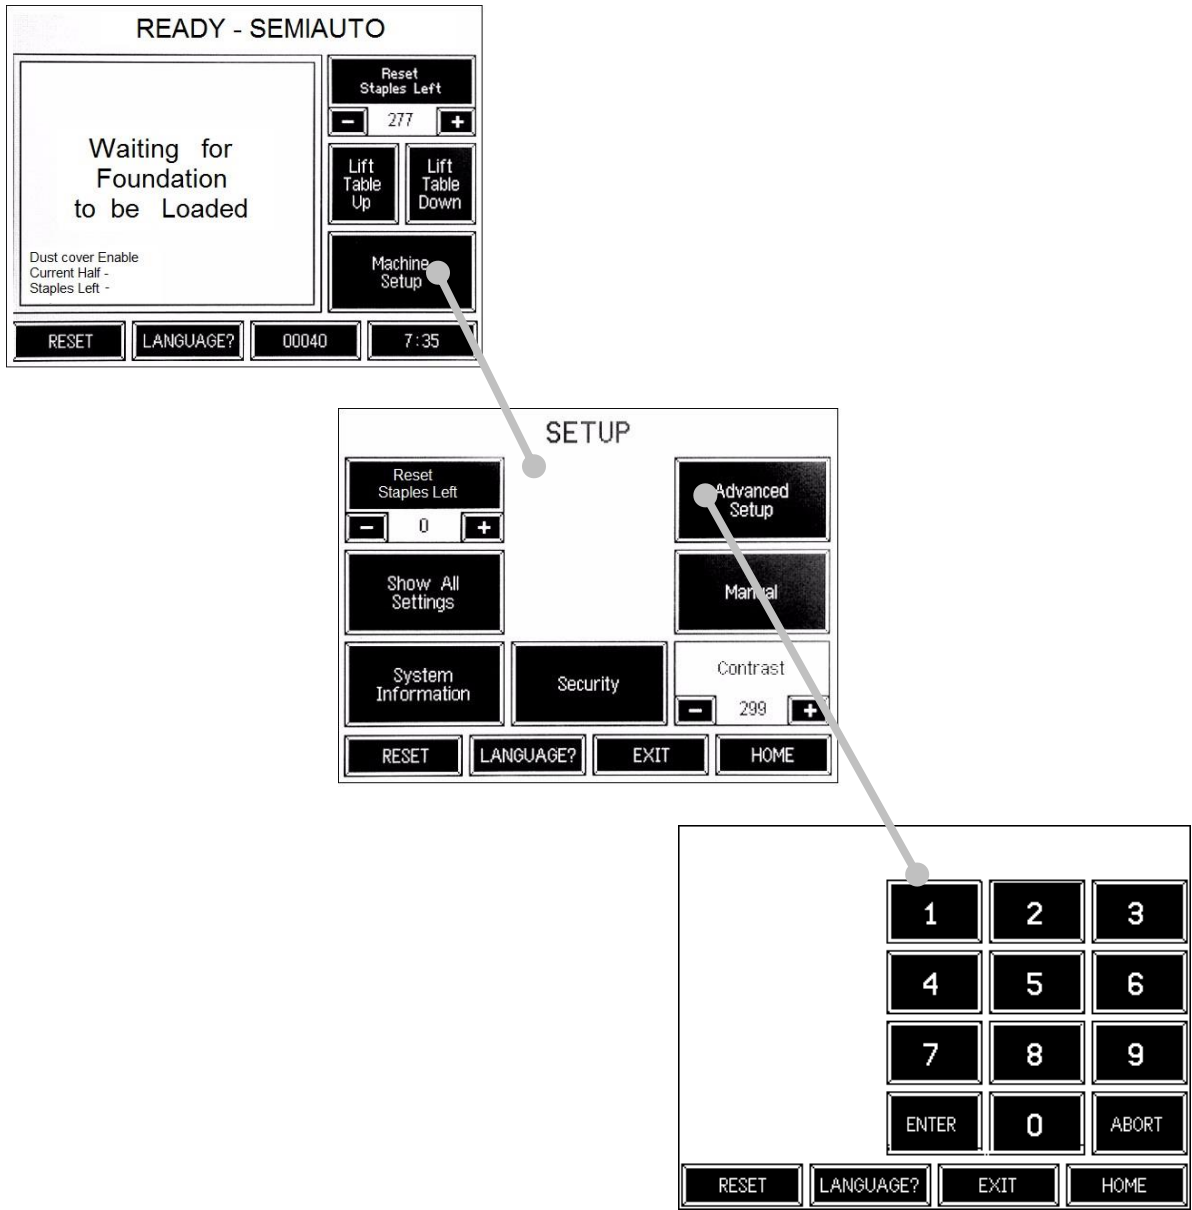 READY - SEMIAUTO
Waiting for
Foundation
to be Loaded
Dust cover Enable
Current Half -
Staples Left -
Reset
Staples Left
- 277 +
Lift
Table
Up
Lift
Table
Down
Machine
Setup
RESET LANGUAGE? 00040 7:35
SETUP
Reset
Staples Left
- 0 +
Advanced
Setup
Show All
Settings
Manual
System
Information
Security
Contrast
- 299 +
RESET LANGUAGE? EXIT HOME
1 2 3
4 5 6
7 8 9
ENTER 0 ABORT
RESET LANGUAGE? EXIT HOME